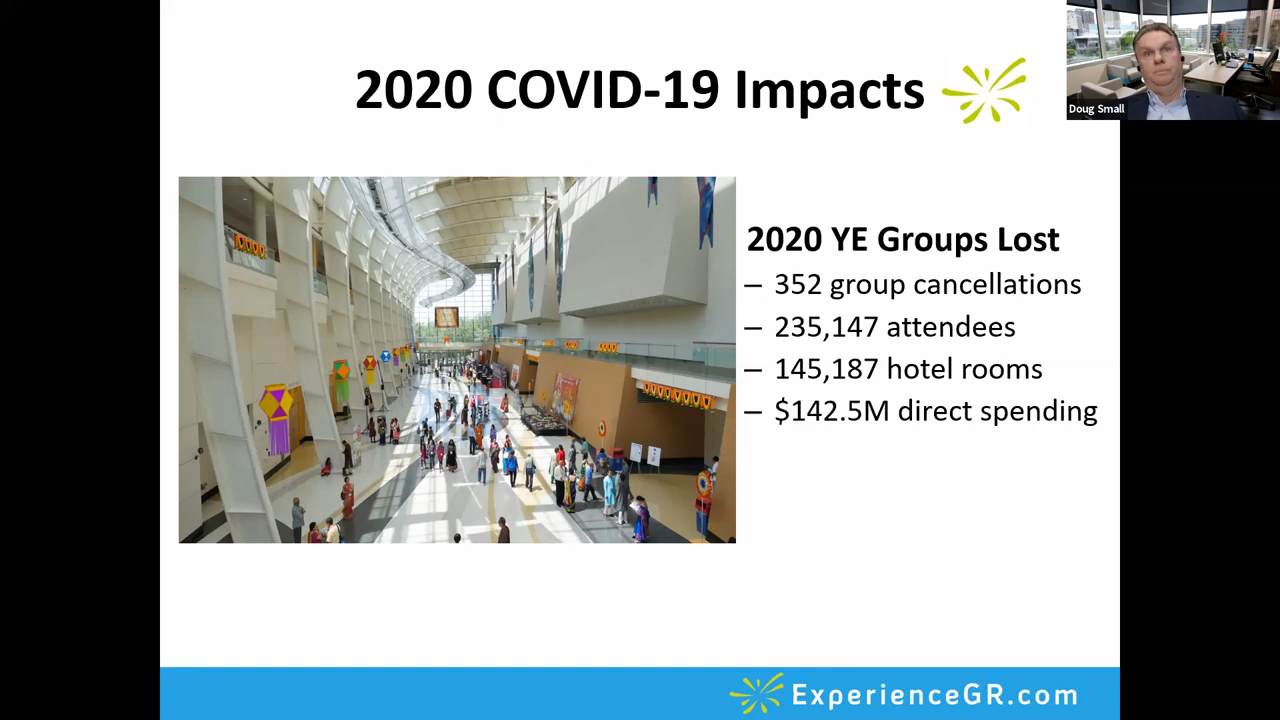 2020 COVID-19 Impacts
Doug Small
2020 YE Groups Lost
– 352 group cancellations
– 235,147 attendees
– 145,187 hotel rooms
– $142.5M direct spending
ExperienceGR.com